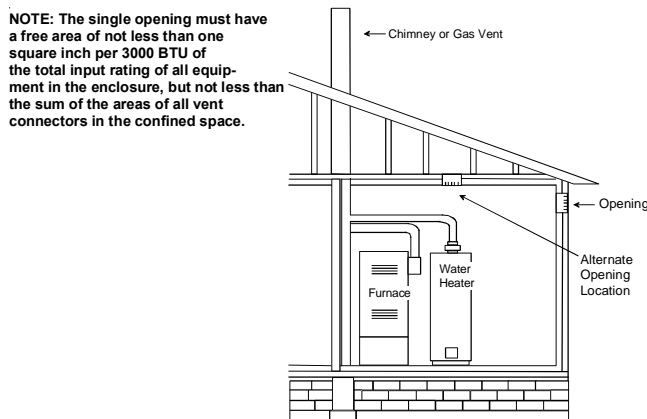 NOTE: The single opening must have
a free area of not less than one
square inch per 3000 BTU of
the total input rating of all equip-
ment in the enclosure, but not less than
the sum of the areas of all vent
connectors in the confined space.
Chimney or Gas Vent
Opening
Alternate
Opening
Location
Water
Heater
Furnace